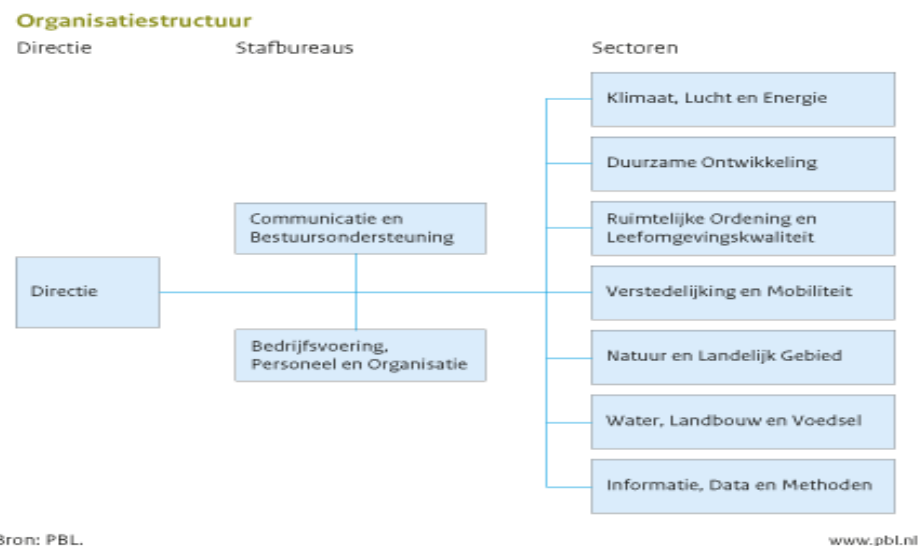 Organisatiestructuur
Directie
Stafbureaus
Sectoren
Directie
Communicatie en
Bestuursondersteuning
Bedrijfsvoering,
Personeel en Organisatie
Klimaat, Lucht en Energie
Duurzame Ontwikkeling
Ruimtelijke Ordening en
Leefomgevingskwaliteit
Verstedelijking en Mobiliteit
Natuur en Landelijk Gebied
Water, Landbouw en Voedsel
Informatie, Data en Methoden
Bron: PBL.
www.pbl.nl